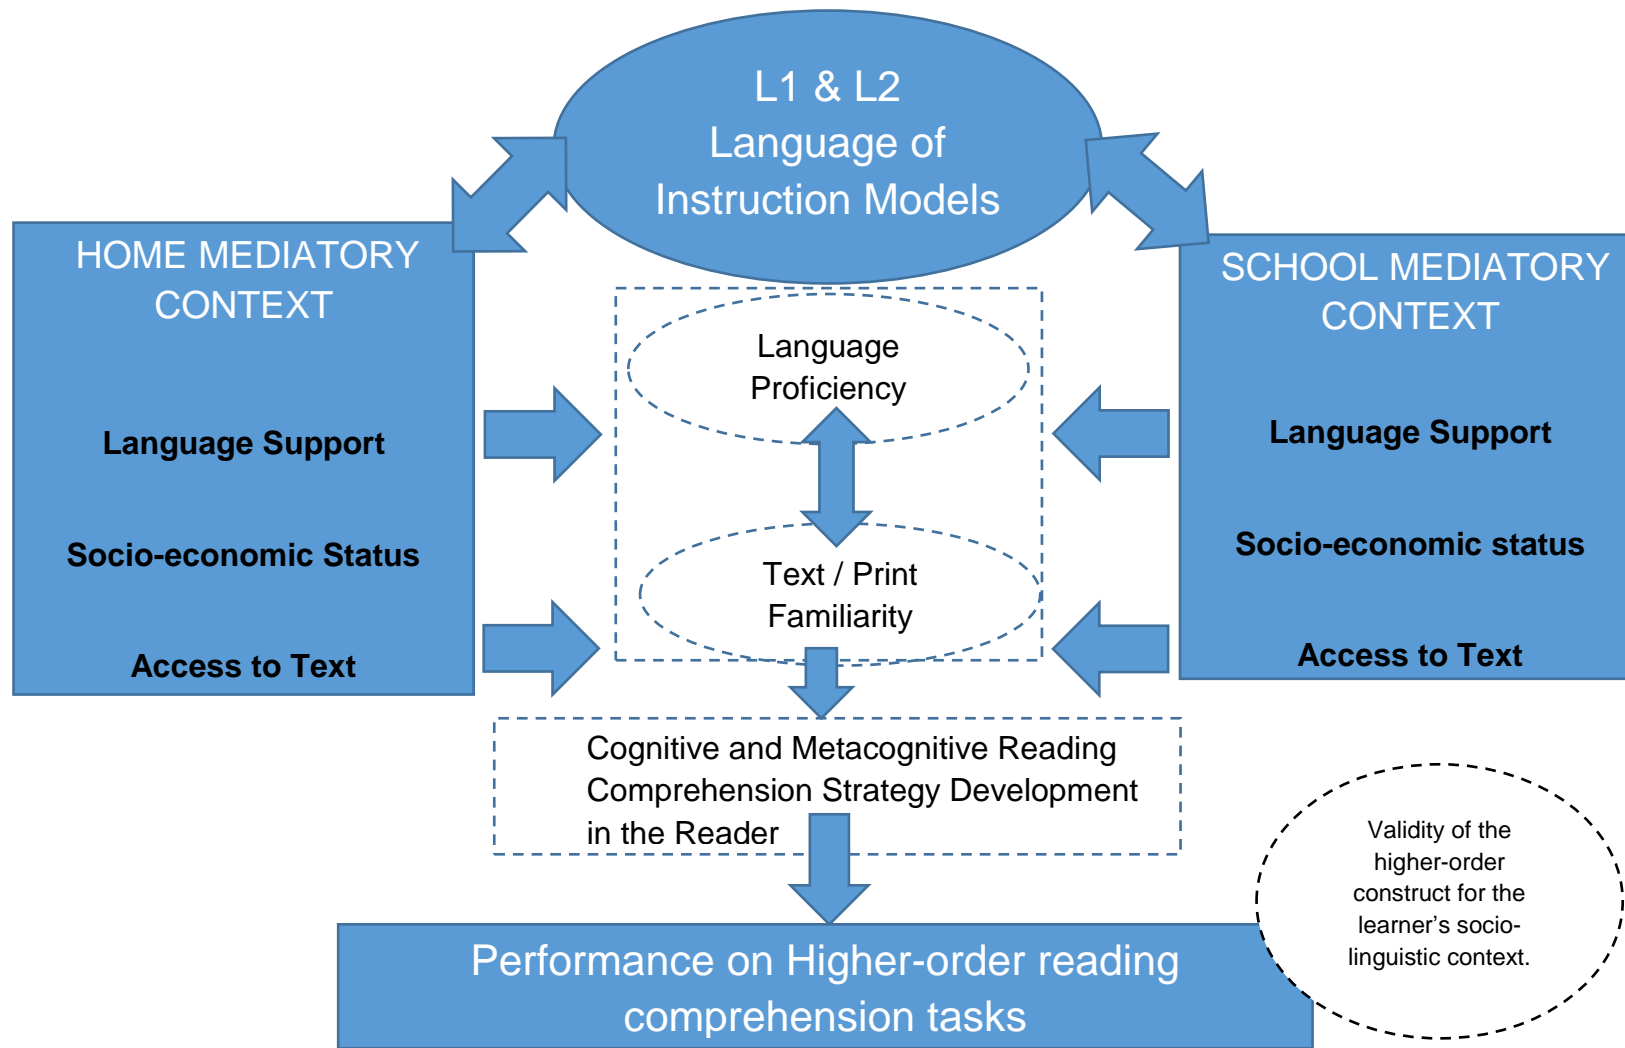 L1 & L2
Language of
Instruction Models
HOME MEDIATORY
CONTEXT
Language Support
Socio-economic Status
Access to Text
Language
Proficiency
Text / Print
Familiarity
SCHOOL MEDIATORY
CONTEXT
Language Support
Socio-economic status
Access to Text
Cognitive and Metacognitive Reading
Comprehension Strategy Development
in the Reader
Validity of the
higher-order
construct for the
learner’s socio-
linguistic context.
Performance on Higher-order reading
comprehension tasks